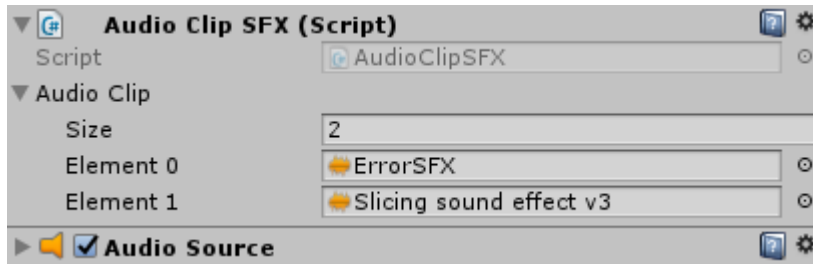 Audio Clip SFX (Script)
Script AudioClipSFX
Audio Clip
Size 2
Element 0 ErrorSFX
Element 1 Slicing sound effect v3
Audio Source